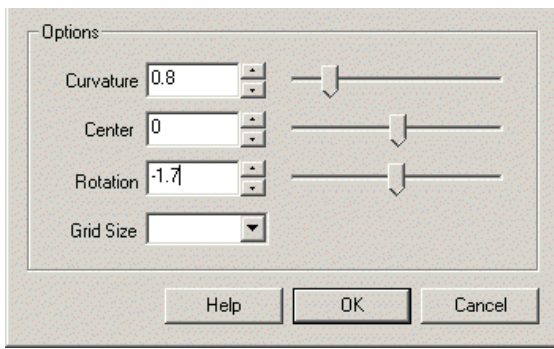 Options
Curvature 0.8
Center 0
Rotation -1.7
Grid Size
Help OK Cancel